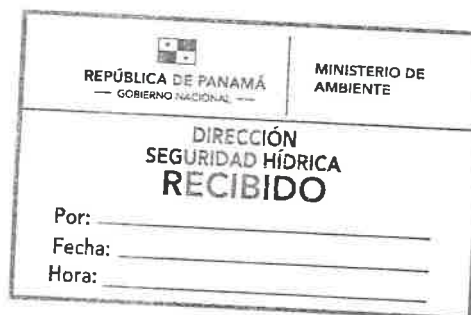 REPÚBLICA DE PANAMÁ
— GOBIERNO NACIONAL —
MINISTERIO DE
AMBIENTE
DIRECCIÓN
SEGURIDAD HÍDRICA
RECIBIDO
Por:
Fecha:
Hora: